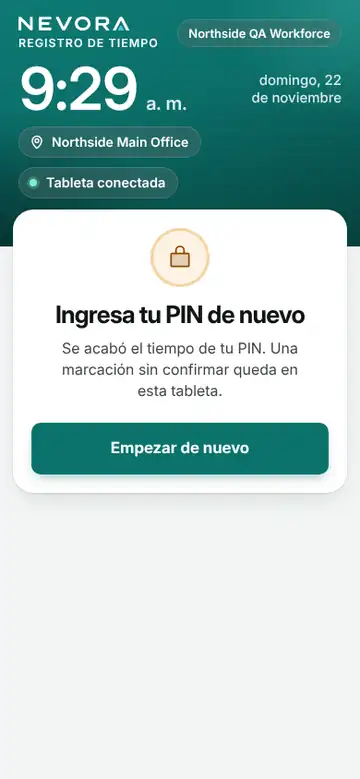 NEVORA
REGISTRO DE TIEMPO
Northside QA Workforce
9:29 a. m.
domingo, 22
de noviembre
Northside Main Office
Tableta conectada
Ingresa tu PIN de nuevo
Se acabó el tiempo de tu PIN. Una
marcación sin confirmar queda en
esta tableta.
Empezar de nuevo